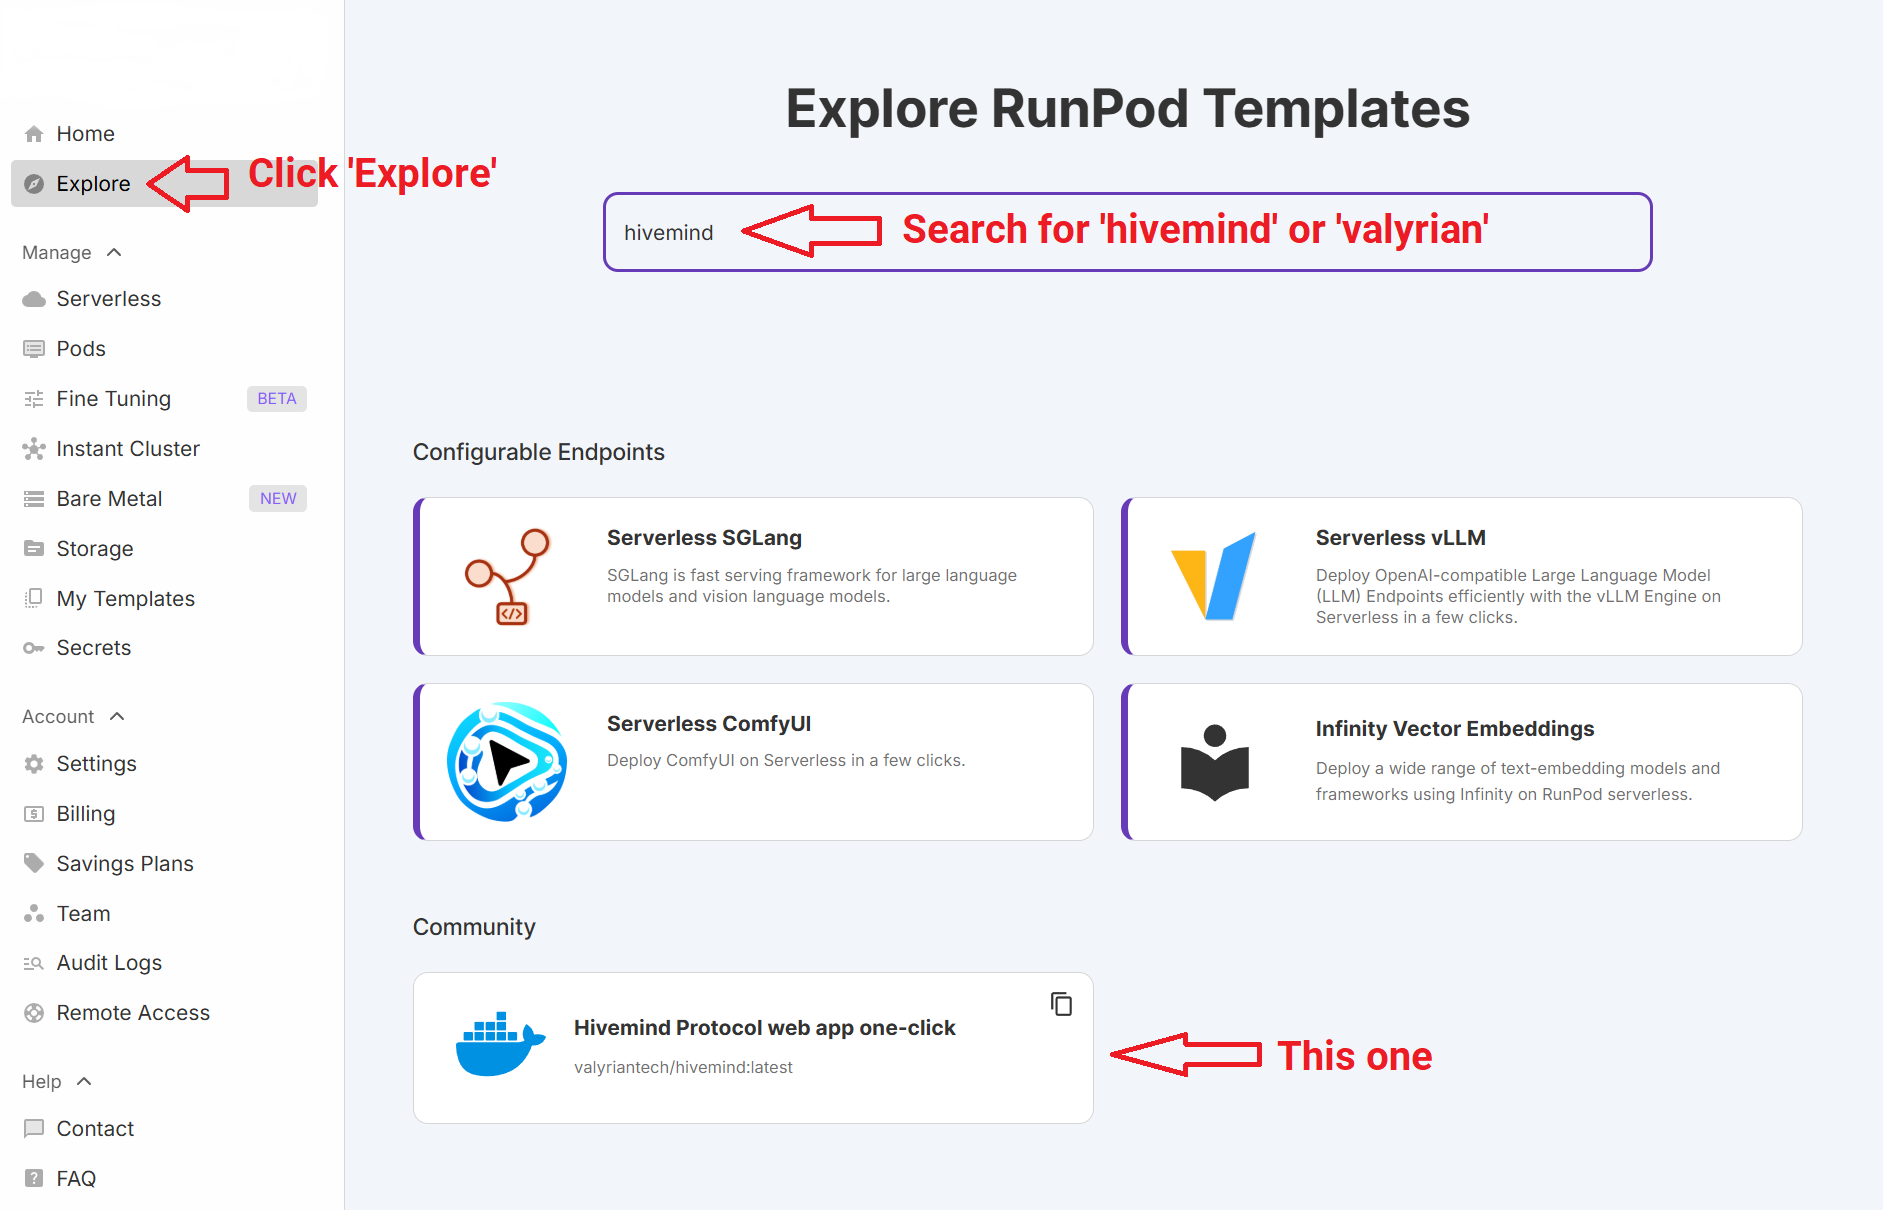 Home
Explore
Click 'Explore'
Manage
Serverless
Pods
Fine Tuning
BETA
Instant Cluster
Bare Metal
NEW
Storage
My Templates
Secrets
Account
Settings
Billing
Savings Plans
Team
Audit Logs
Remote Access
Help
Contact
FAQ
Explore RunPod Templates
hivemind
Search for 'hivemind' or 'valyrian'
Configurable Endpoints
Serverless SGLang
SGLang is fast serving framework for large language
models and vision language models.
Serverless vLLM
Deploy OpenAI-compatible Large Language Model
(LLM) Endpoints efficiently with the vLLM Engine on
Serverless in a few clicks.
Serverless ComfyUI
Deploy ComfyUI on Serverless in a few clicks.
Infinity Vector Embeddings
Deploy a wide range of text-embedding models and
frameworks using Infinity on RunPod serverless.
Community
Hivemind Protocol web app one-click
valyriantech/hivemind:latest
This one